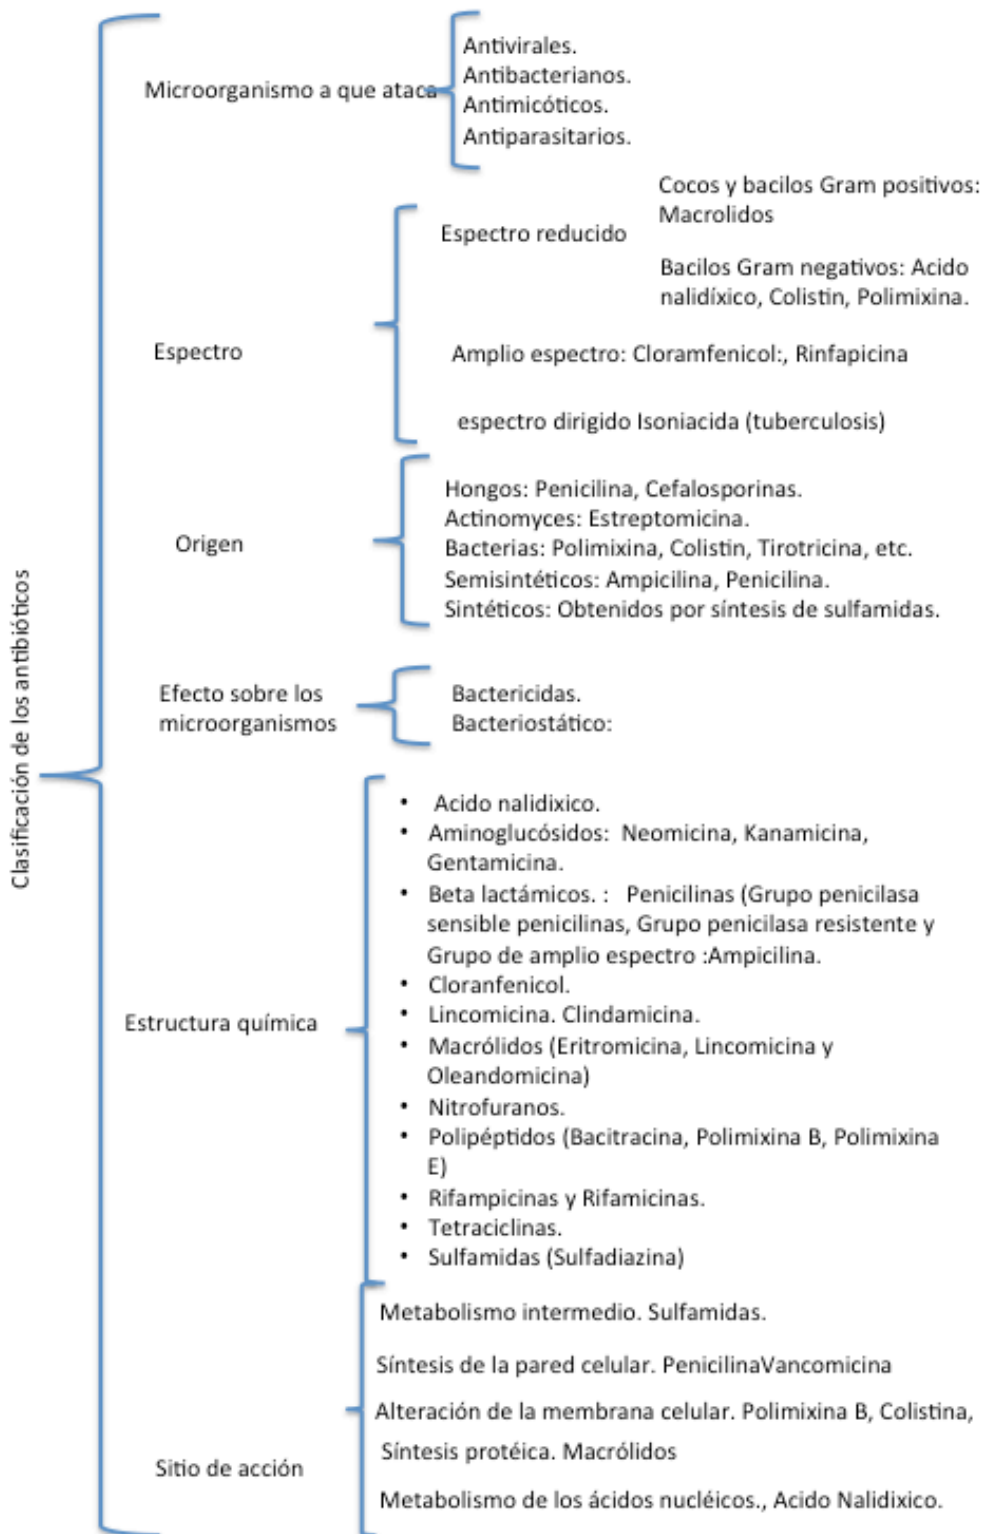 Clasificación de los antibióticos
Microorganismo a que ataca
Antivirales.
Antibacterianos.
Antimicóticos.
Antiparasitarios.
Espectro
Espectro reducido
Cocos y bacilos Gram positivos:
Macrolidos
Bacilos Gram negativos: Acido
nalidíxico, Colistin, Polimixina.
Amplio espectro: Cloramfenicol:, Rinfapicina
espectro dirigido Isoniacida (tuberculosis)
Origen
Hongos: Penicilina, Cefalosporinas.
Actinomyces: Estreptomicina.
Bacterias: Polimixina, Colistin, Tirotricina, etc.
Semisintéticos: Ampicilina, Penicilina.
Sintéticos: Obtenidos por síntesis de sulfamidas.
Efecto sobre los
microorganismos
Bactericidas.
Bacteriostático:
Estructura química
• Acido nalidixico.
• Aminoglucósidos: Neomicina, Kanamicina,
Gentamicina.
• Beta lactámicos. : Penicilinas (Grupo penicilasa
sensible penicilinas, Grupo penicilasa resistente y
Grupo de amplio espectro :Ampicilina.
• Cloranfenicol.
• Lincomicina. Clindamicina.
• Macrólidos (Eritromicina, Lincomicina y
Oleandomicina)
• Nitrofuranos.
• Polipéptidos (Bacitracina, Polimixina B, Polimixina
E)
• Rifampicinas y Rifamicinas.
• Tetraciclinas.
• Sulfamidas (Sulfadiazina)
Sitio de acción
Metabolismo intermedio. Sulfamidas.
Síntesis de la pared celular. PenicilinaVancomicina
Alteración de la membrana celular. Polimixina B, Colistina,
Síntesis protéica. Macrólidos
Metabolismo de los ácidos nucléicos., Acido Nalidixico.